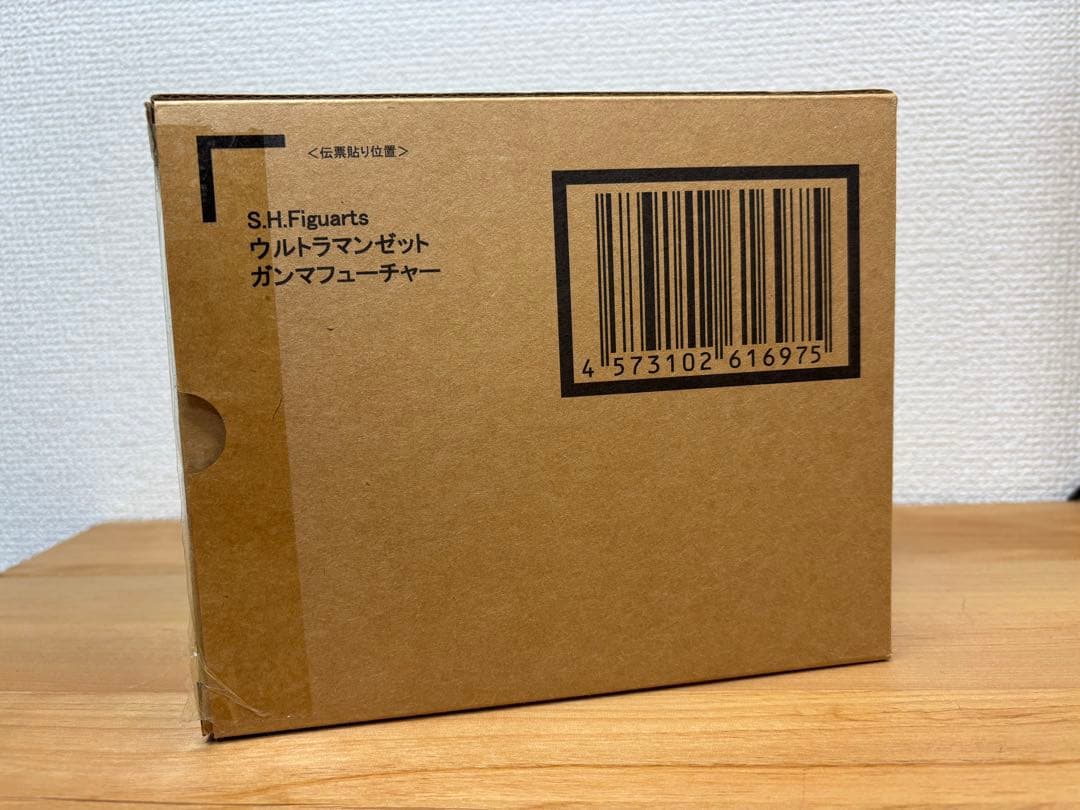 <伝票貼り位置>
S.H.Figuarts
ウルトラマンゼット
ガンマフューチャー
4 573102 616975